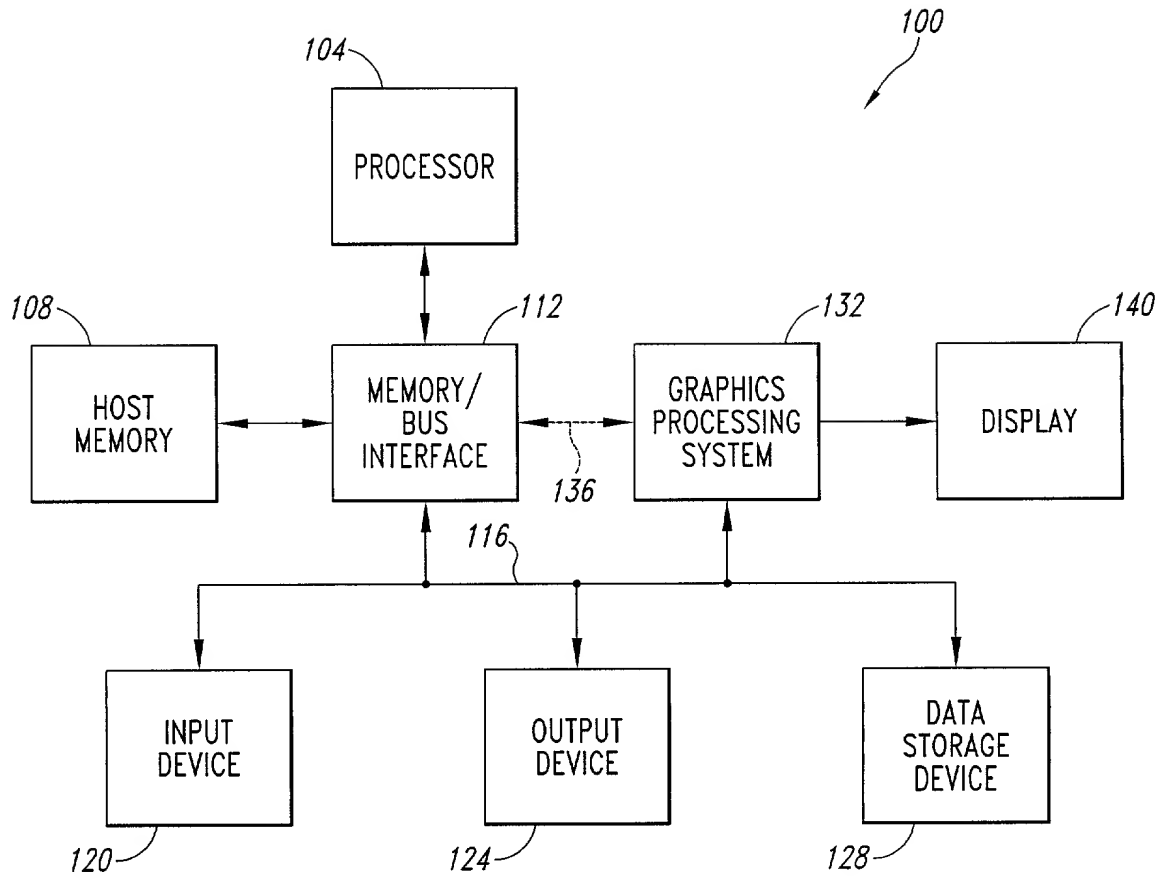 100
104
PROCESSOR
108
112
132
140
HOST
MEMORY
MEMORY/
BUS
INTERFACE
136
GRAPHICS
PROCESSING
SYSTEM
DISPLAY
116
INPUT
DEVICE
OUTPUT
DEVICE
DATA
STORAGE
DEVICE
120
124
128